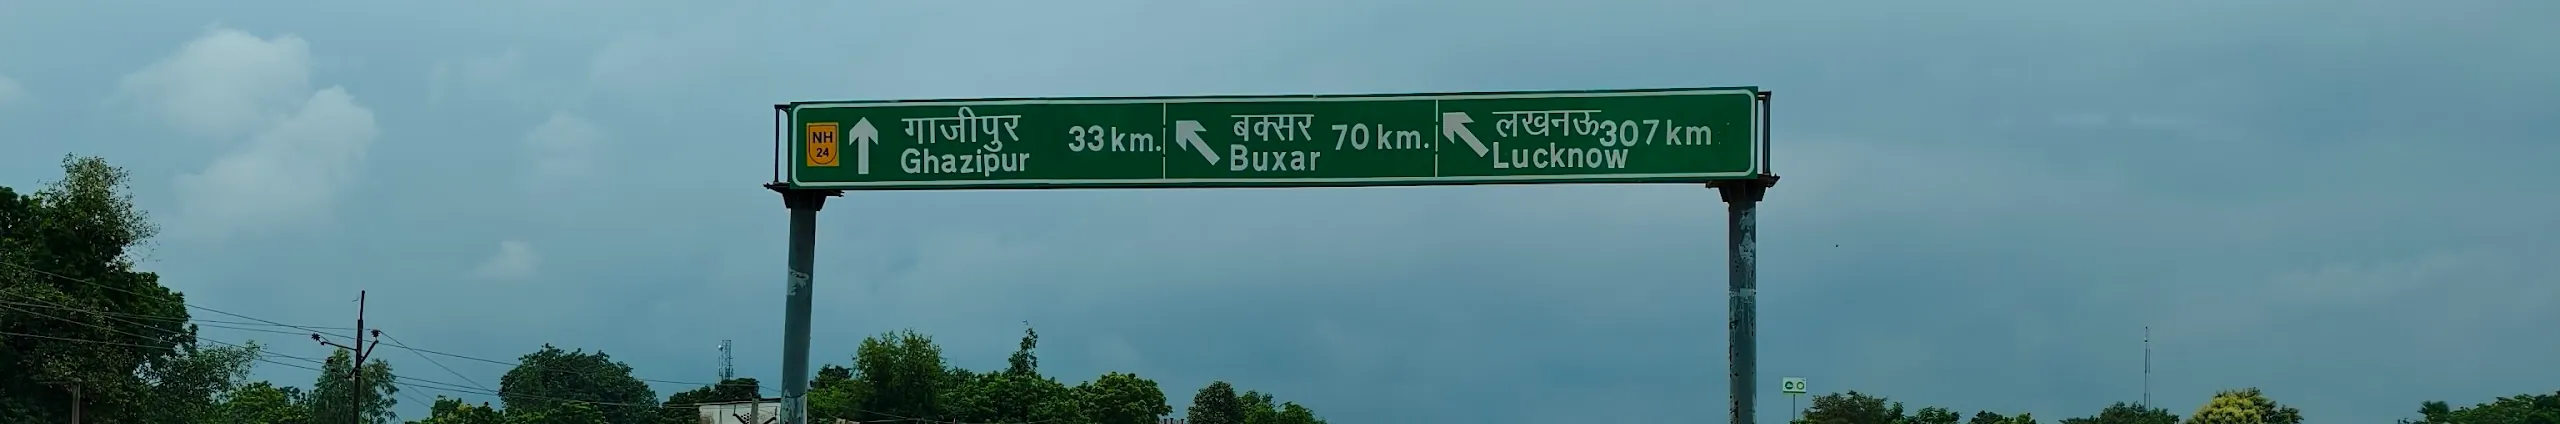 NH
24
गाजीपुर
Ghazipur
33 km.
बक्सर
Buxar
70 km.
लखनऊ
Lucknow
307 km